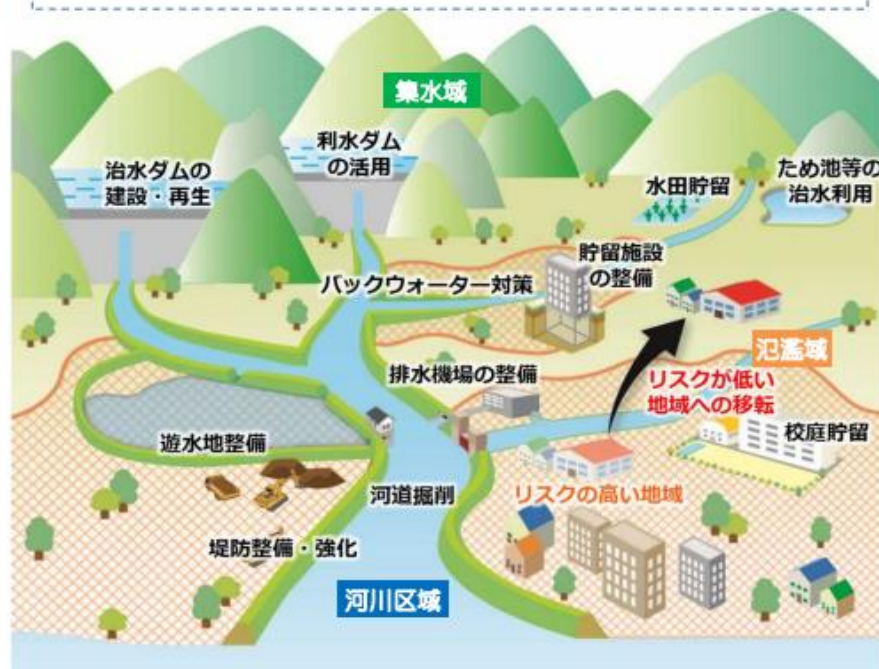 集水域
利水ダム
の活用
治水ダムの
建設・再生
水田貯留
ため池等の
治水利用
貯留施設
の整備
バックウォーター対策
氾濫域
排水機場の整備
リスクが低い
地域への移転
校庭貯留
遊水地整備
河道掘削
リスクの高い地域
堤防整備・強化
河川区域